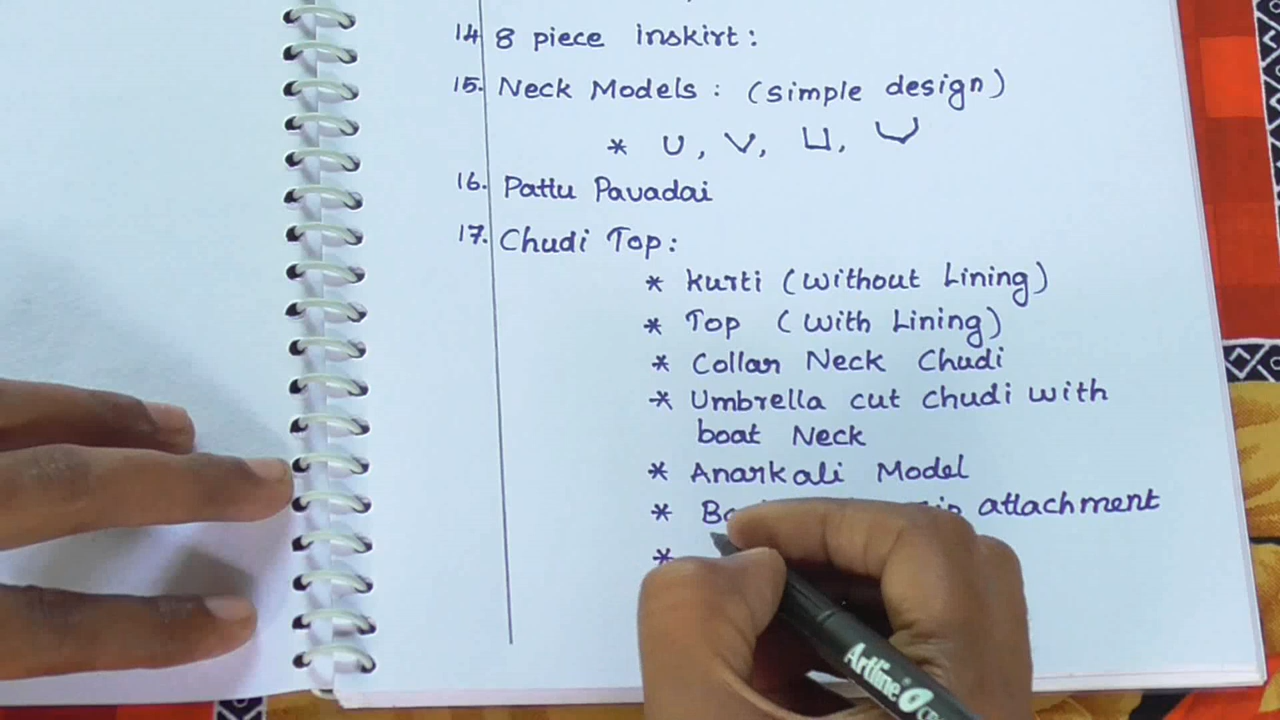 14 8 piece inskirt:
15. Neck Models: (simple design)
* U, V,
16. Pattu Pavadai
17. Chudi Top:
* Kurti (Without Lining)
* Top (With Lining)
* Collar Neck Chudi
* Umbrella cut chudi with
boat Neck
* Anarkali Model
* attachment
*
Artline